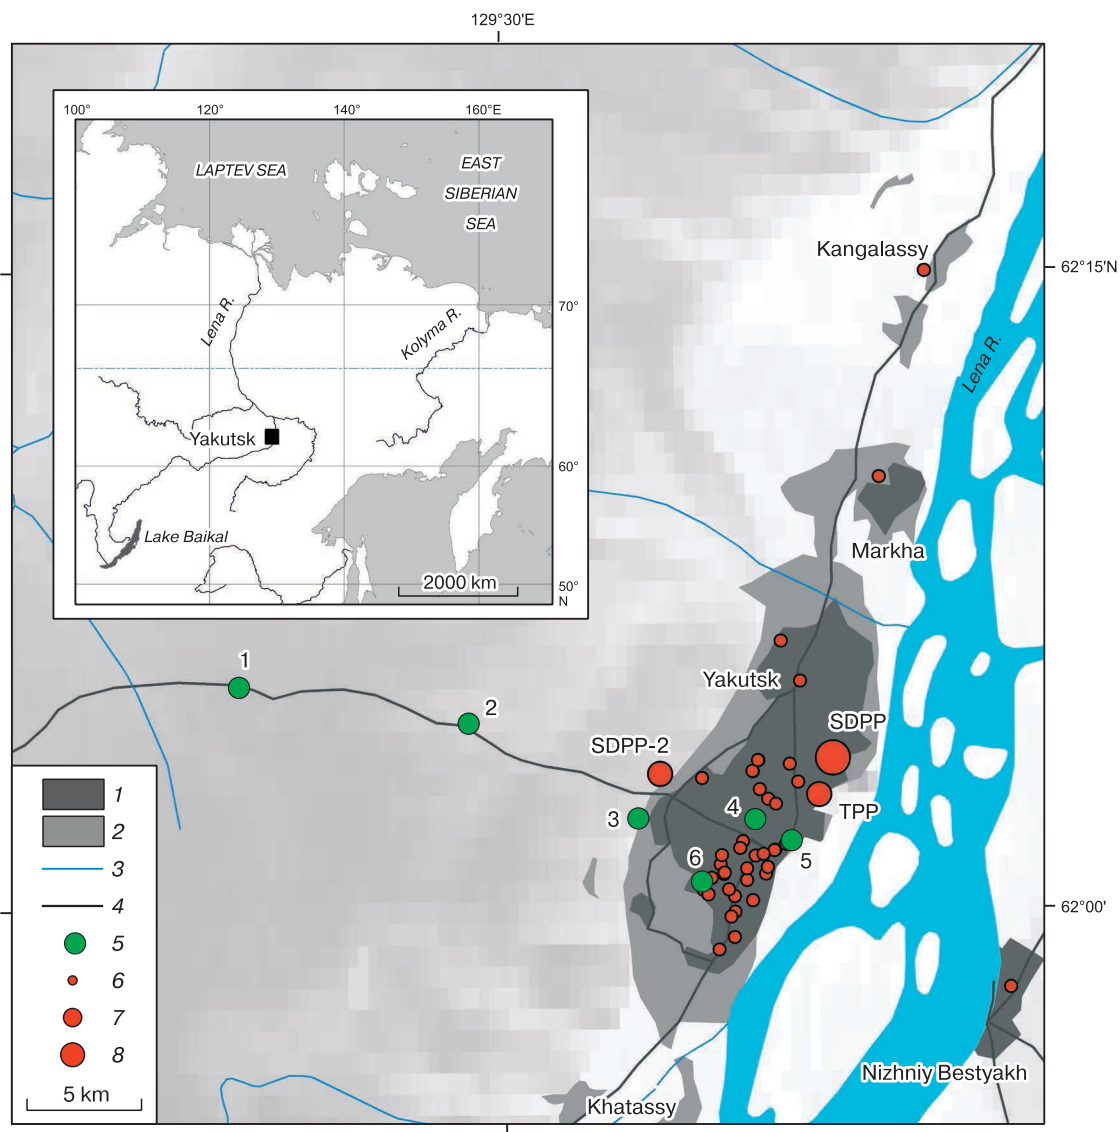 129°30'E
100°
120°
140°
160°E
LAPTEV SEA
EAST
SIBERIAN
SEA
Kangalassy
62°15'N
70°
Lena R.
Kolyma R.
Lena R.
Yakutsk
60°
Lake Baikal
2000 km
50°
N
Markha
1
2
Yakutsk
SDPP
SDPP-2
TPP
3
4
5
6
1
2
3
4
5
6
7
8
5 km
62°00'
Nizhniy Bestyakh
Khatassy